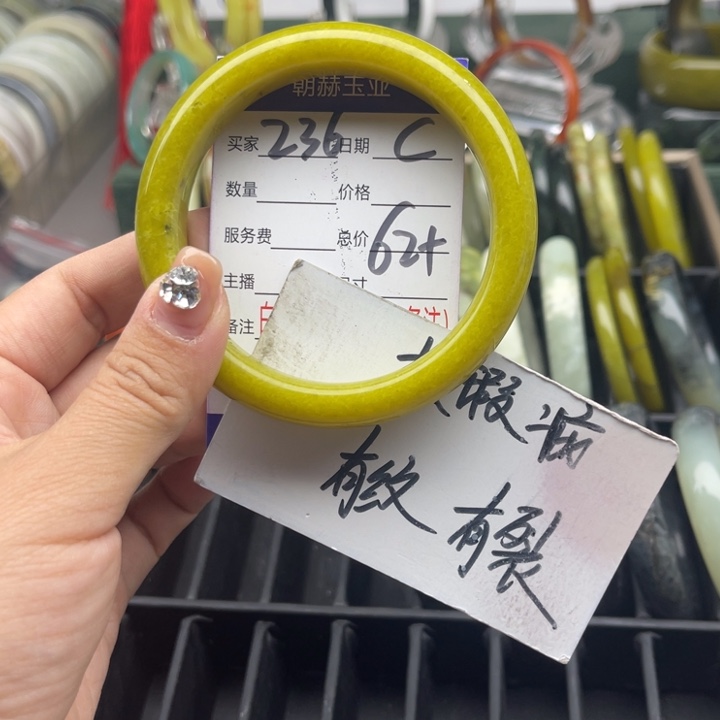 朝赫玉业
买家 236 日期 C
数量 价格
服务费 总价 62+
主播
备注
瑕疵
有纹
有裂